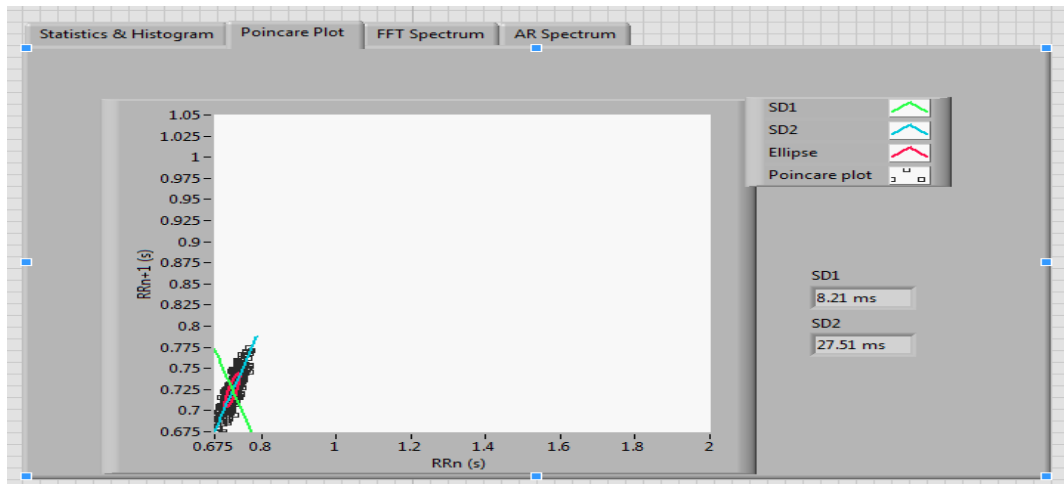 Statistics & Histogram Poincare Plot FFT Spectrum AR Spectrum
SD1
SD2
Ellipse
Poincare plot
RRn+1 (s)
1.05
1.025
1
0.975
0.95
0.925
0.9
0.875
0.85
0.825
0.8
0.775
0.75
0.725
0.7
0.675
0.675 0.8 1 1.2 1.4 1.6 1.8 2
RRn (s)
SD1
8.21 ms
SD2
27.51 ms